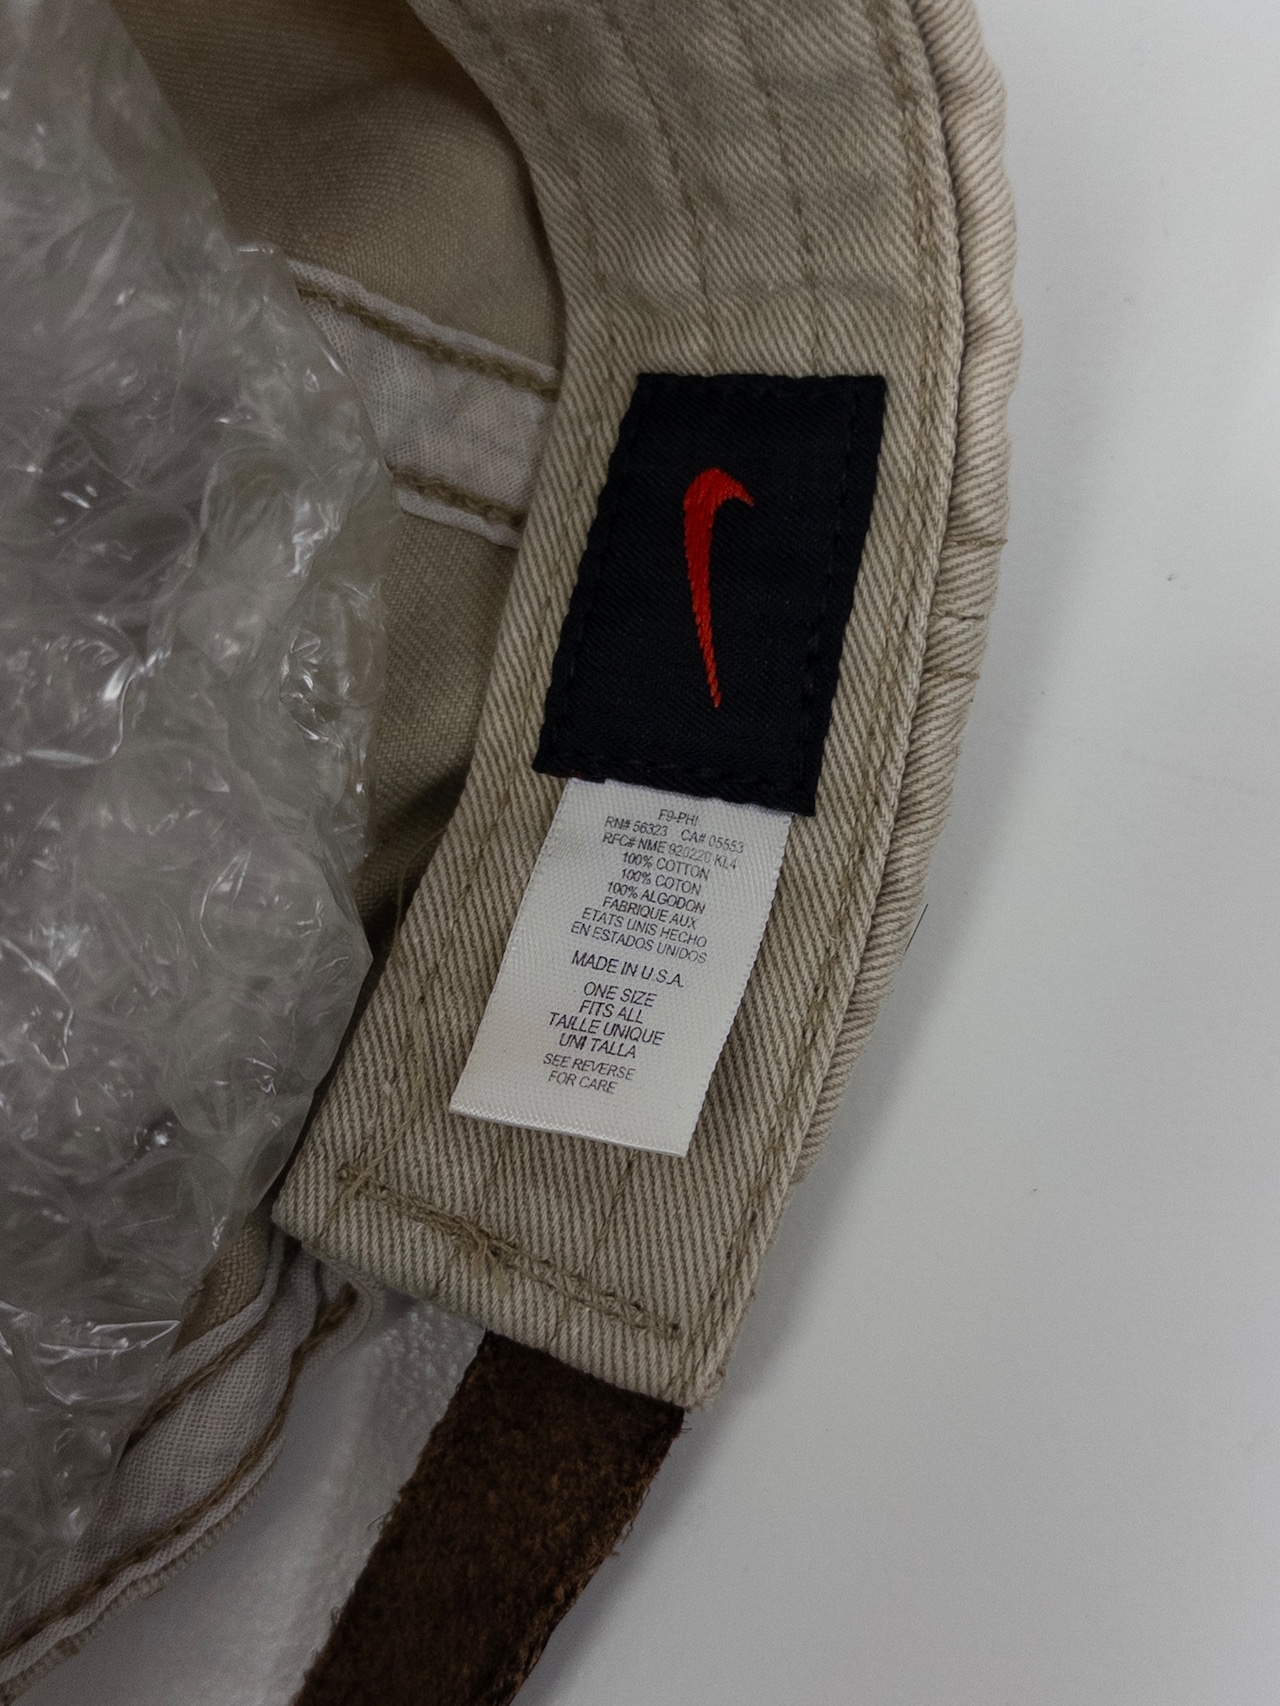 F9-PH!
RN# 56323 CA# 05553
RFC# NME 920220 KL4
100% COTTON
100% COTON
100% ALGODON
FABRIQUE AUX
ETATS UNIS HECHO
EN ESTADOS UNIDOS
MADE IN U.S.A.
ONE SIZE
FITS ALL
TAILLE UNIQUE
UNI TALLA
SEE REVERSE
FOR CARE